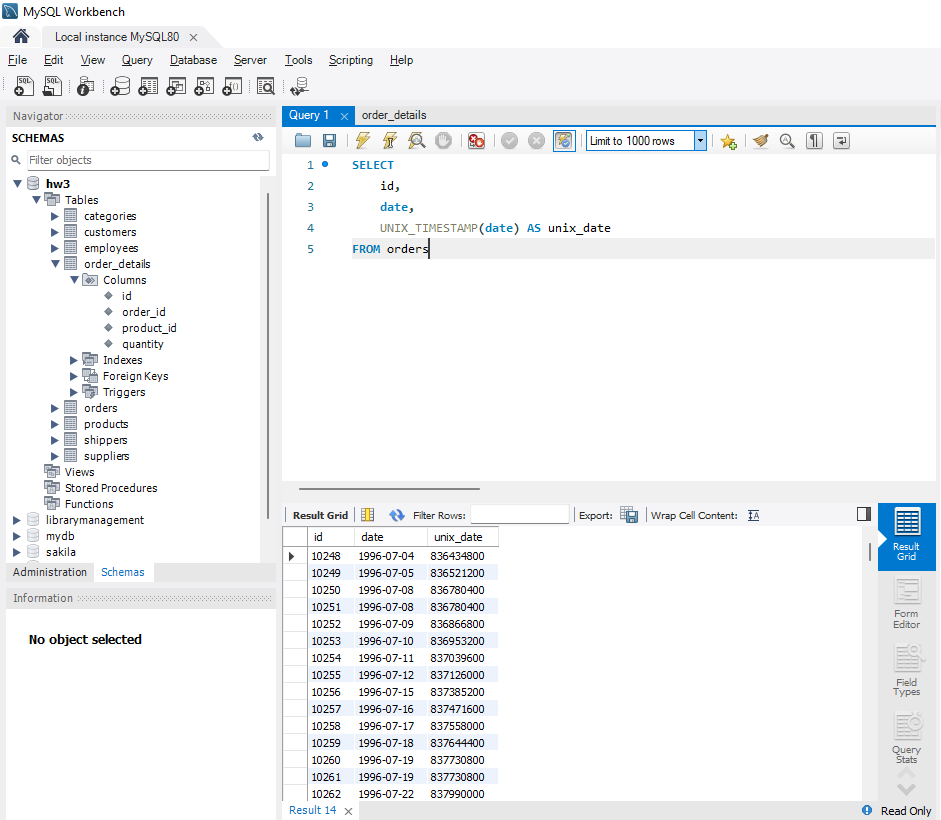 MySQL Workbench
Local instance MySQL80
File Edit View Query Database Server Tools Scripting Help
Navigator
SCHEMAS
Filter objects
hw3
Tables
categories
customers
employees
order_details
Columns
id
order_id
product_id
quantity
Indexes
Foreign Keys
Triggers
orders
products
shippers
suppliers
Views
Stored Procedures
Functions
librarymanagement
mydb
sakila
Administration Schemas
Information
No object selected
Query 1 order_details
Limit to 1000 rows
1 SELECT
2 id,
3 date,
4 UNIX_TIMESTAMP(date) AS unix_date
5 FROM orders
Result Grid Filter Rows: Export: Wrap Cell Content:
id date unix_date
10248 1996-07-04 836434800
10249 1996-07-05 836521200
10250 1996-07-08 836780400
10251 1996-07-08 836780400
10252 1996-07-09 836866800
10253 1996-07-10 836953200
10254 1996-07-11 837039600
10255 1996-07-12 837126000
10256 1996-07-15 837385200
10257 1996-07-16 837471600
10258 1996-07-17 837558000
10259 1996-07-18 837644400
10260 1996-07-19 837730800
10261 1996-07-19 837730800
10262 1996-07-22 837990000
Result
Grid
Form
Editor
Field
Types
Query
Stats
Result 14
Read Only